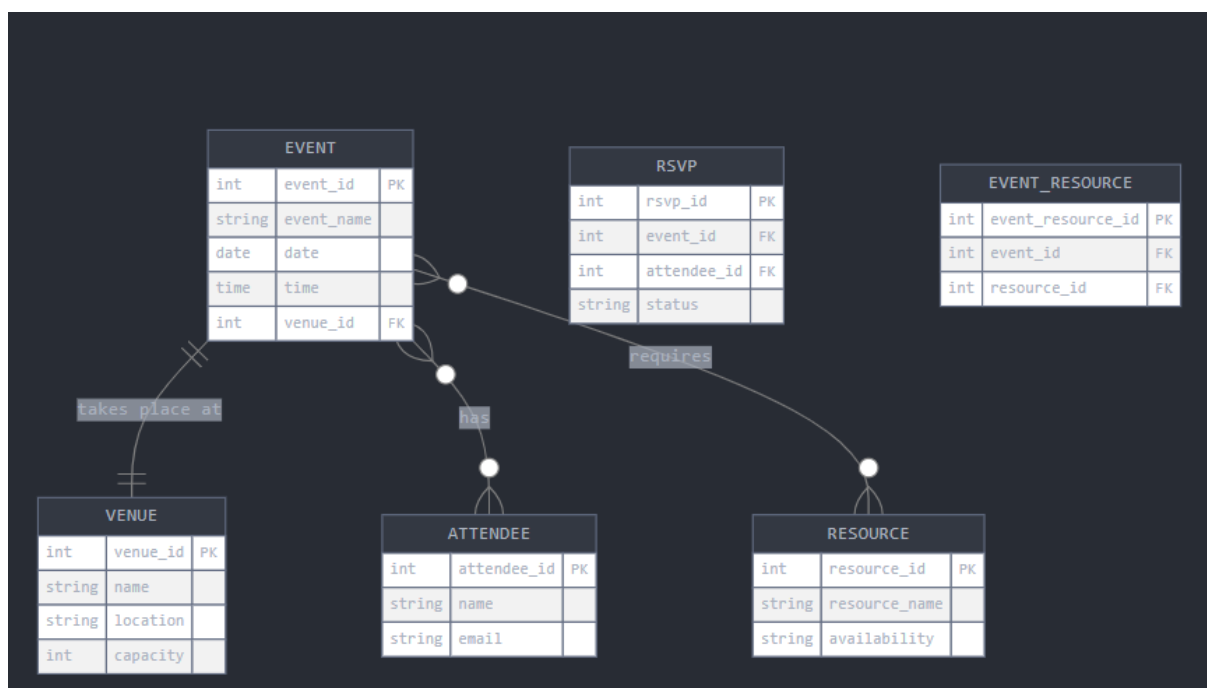 EVENT
int event_id PK
string event_name
date date
time time
int venue_id FK
RSVP
int rsvp_id PK
int event_id FK
int attendee_id FK
string status
EVENT_RESOURCE
int event_resource_id PK
int event_id FK
int resource_id FK
requires
takes place at
has
VENUE
int venue_id PK
string name
string location
int capacity
ATTENDEE
int attendee_id PK
string name
string email
RESOURCE
int resource_id PK
string resource_name
string availability